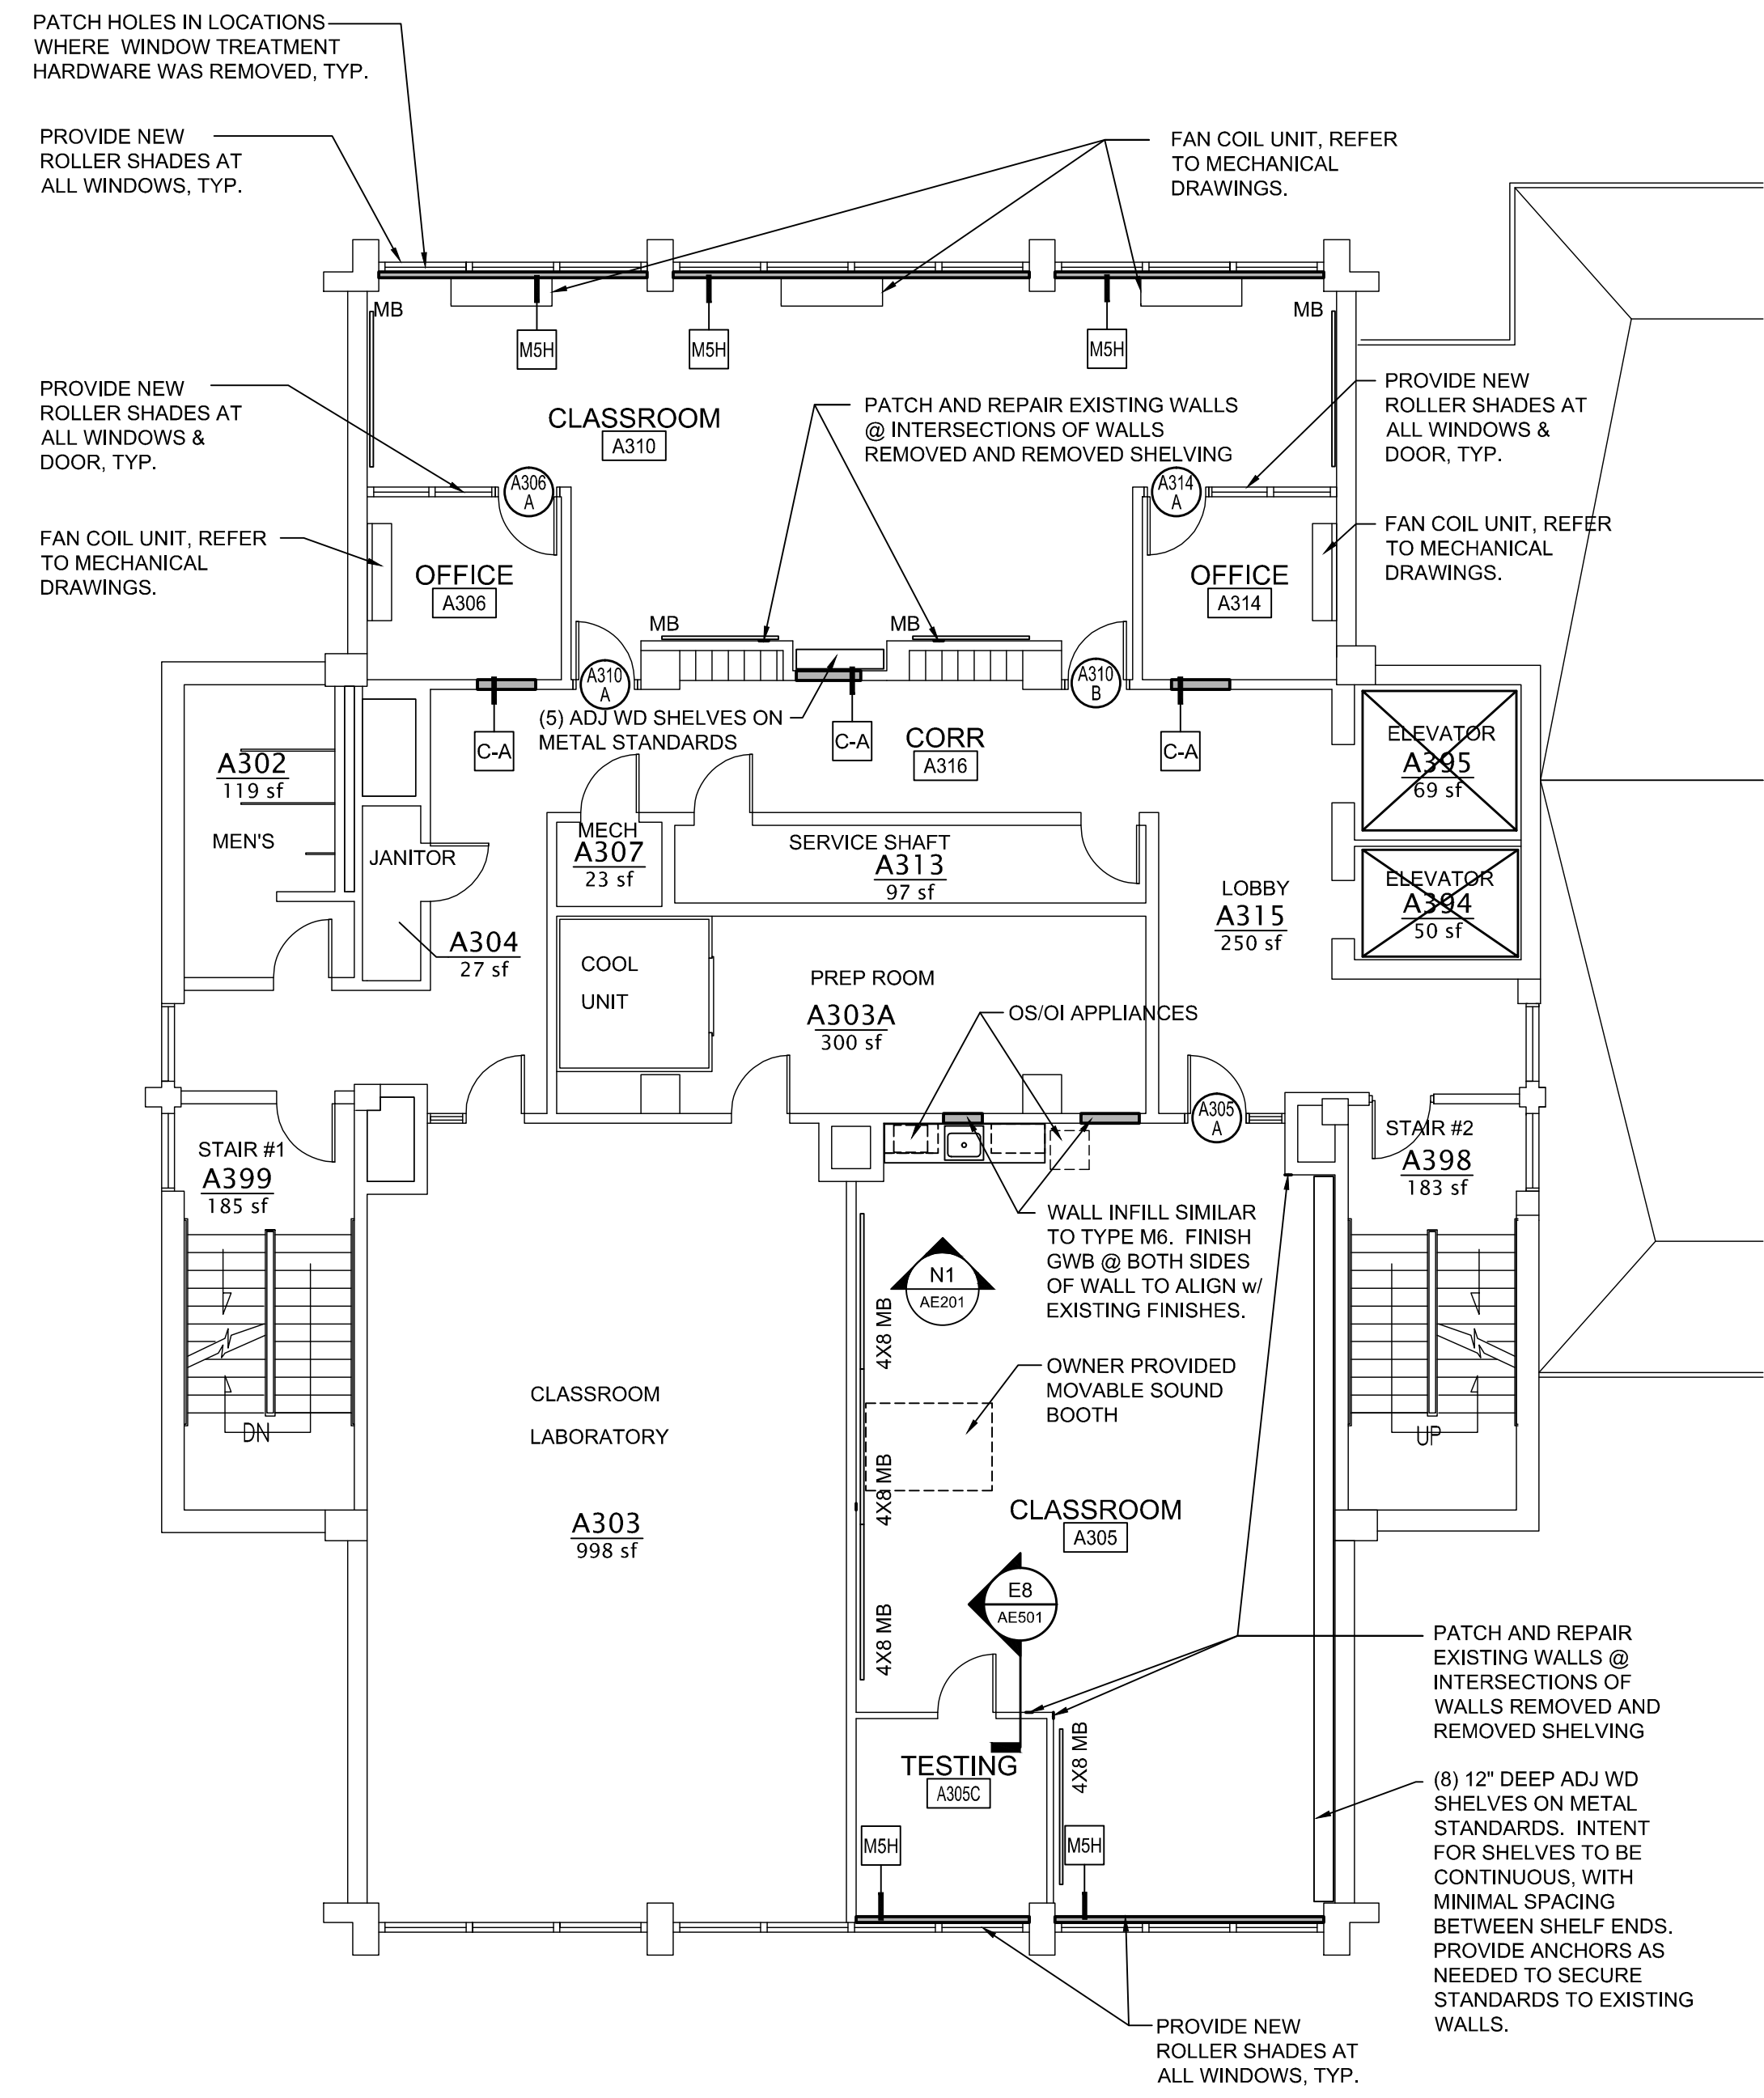 PATCH HOLES IN LOCATIONS
WHERE WINDOW TREATMENT
HARDWARE WAS REMOVED, TYP.
PROVIDE NEW
ROLLER SHADES AT
ALL WINDOWS, TYP.
FAN COIL UNIT, REFER
TO MECHANICAL
DRAWINGS.
MB
MB
M5H
M5H
M5H
PROVIDE NEW
ROLLER SHADES AT
ALL WINDOWS &
DOOR, TYP.
CLASSROOM
A310
PATCH AND REPAIR EXISTING WALLS
@ INTERSECTIONS OF WALLS
REMOVED AND REMOVED SHELVING
PROVIDE NEW
ROLLER SHADES AT
ALL WINDOWS &
DOOR, TYP.
A306
A
A314
A
FAN COIL UNIT, REFER
TO MECHANICAL
DRAWINGS.
OFFICE
A306
OFFICE
A314
FAN COIL UNIT, REFER
TO MECHANICAL
DRAWINGS.
MB
MB
A310
A
A310
B
(5) ADJ WD SHELVES ON
METAL STANDARDS
C-A
C-A
C-A
CORR
A316
A302
119 sf
MEN'S
JANITOR
A304
27 sf
MECH
A307
23 sf
SERVICE SHAFT
A313
97 sf
LOBBY
A315
250 sf
ELEVATOR
A395
69 sf
ELEVATOR
A394
50 sf
COOL
UNIT
PREP ROOM
A303A
300 sf
OS/OI APPLIANCES
A305
A
STAIR #1
A399
185 sf
STAIR #2
A398
183 sf
WALL INFILL SIMILAR
TO TYPE M6. FINISH
GWB @ BOTH SIDES
OF WALL TO ALIGN w/
EXISTING FINISHES.
N1
AE201
4X8 MB
OWNER PROVIDED
MOVABLE SOUND
BOOTH
DN
UP
CLASSROOM
LABORATORY
A303
998 sf
4X8 MB
CLASSROOM
A305
E8
AE501
4X8 MB
PATCH AND REPAIR
EXISTING WALLS @
INTERSECTIONS OF
WALLS REMOVED AND
REMOVED SHELVING
TESTING
A305C
4X8 MB
M5H
M5H
(8) 12" DEEP ADJ WD
SHELVES ON METAL
STANDARDS. INTENT
FOR SHELVES TO BE
CONTINUOUS, WITH
MINIMAL SPACING
BETWEEN SHELF ENDS.
PROVIDE ANCHORS AS
NEEDED TO SECURE
STANDARDS TO EXISTING
WALLS.
PROVIDE NEW
ROLLER SHADES AT
ALL WINDOWS, TYP.